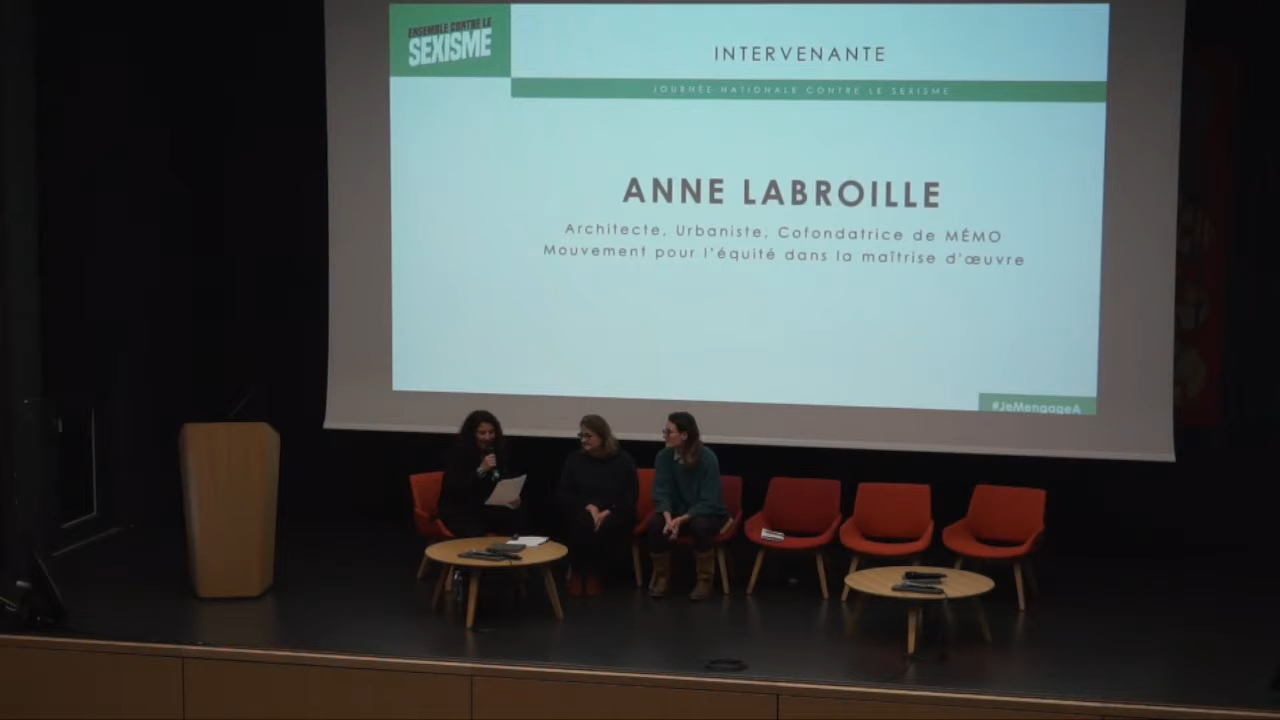 ENSEMBLE CONTRE LE
SEXISME
INTERVENANTE
JOURNÉE NATIONALE CONTRE LE SEXISME
ANNE LABROILLE
Architecte, Urbaniste, Cofondatrice de MÉMO
Mouvement pour l'équité dans la maîtrise d'œuvre
#JeMengageA